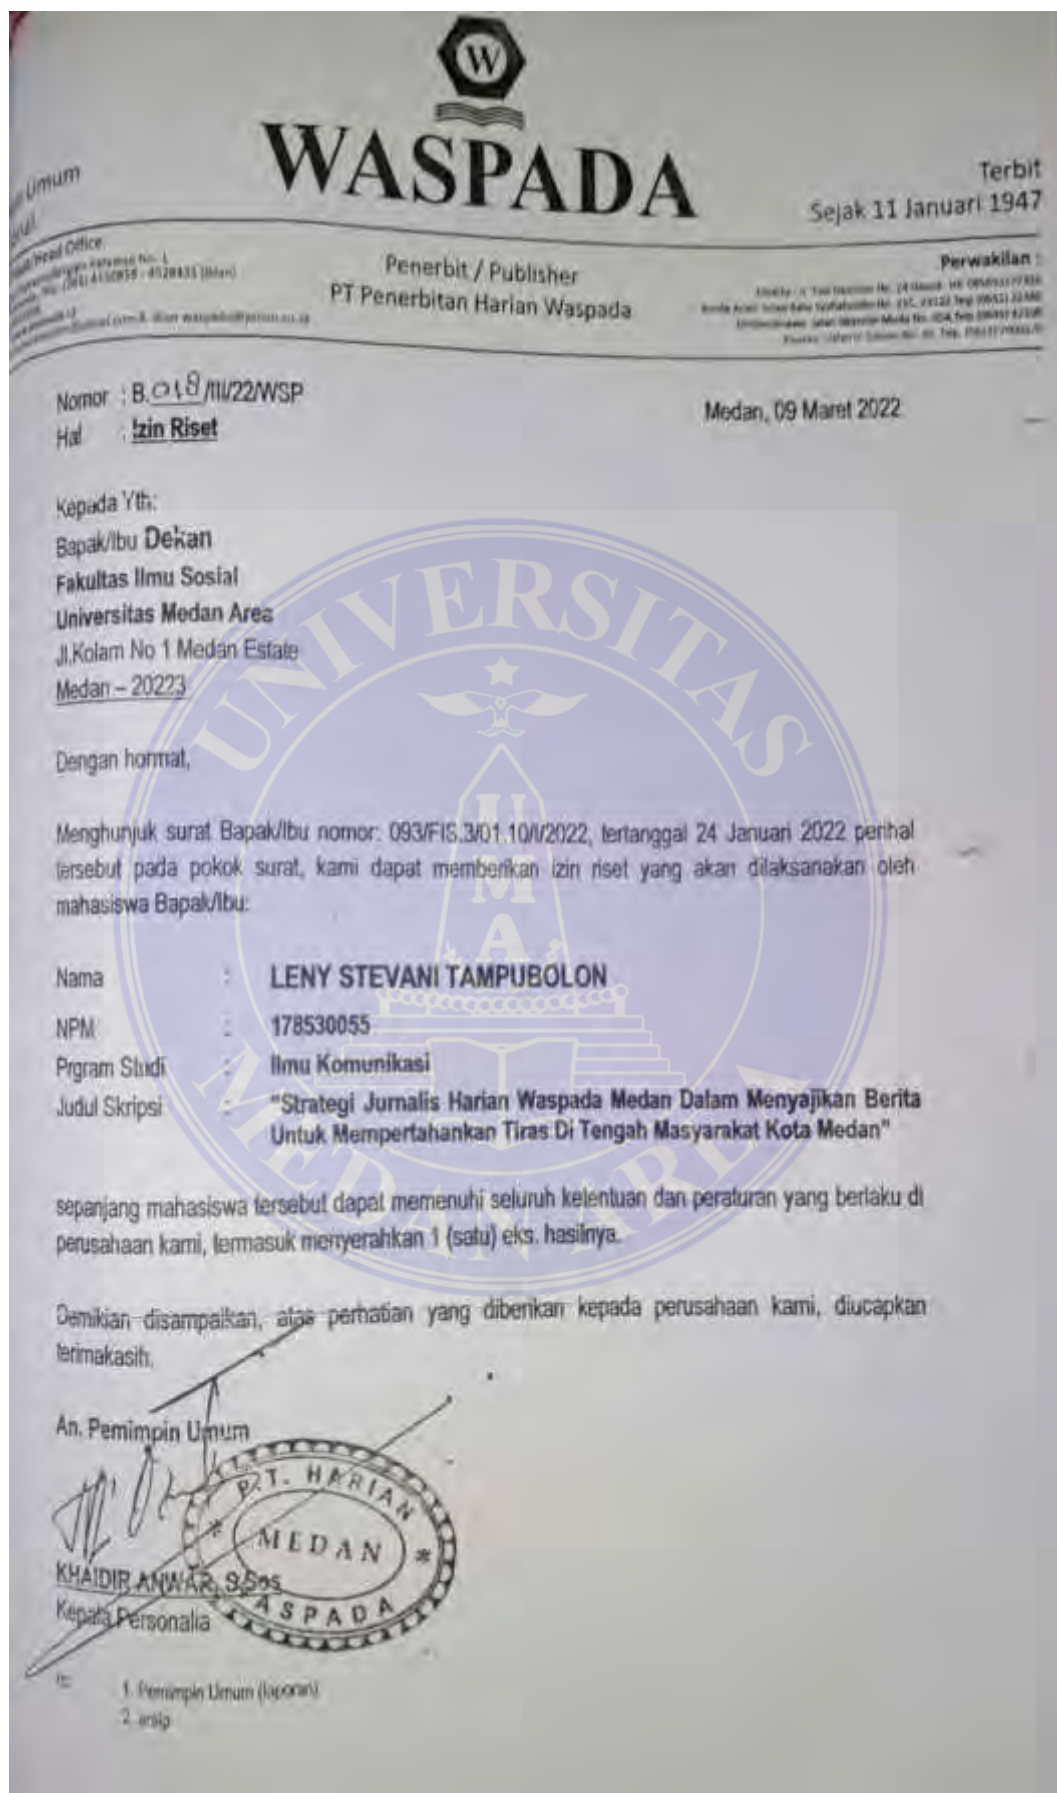 W
WASPADA
Umum
Terbit
Sejak 11 Januari 1947
Head Office
Penerbit / Publisher
PT Penerbitan Harian Waspada
Perwakilan :
Nomor : B.018/III/22/WSP
Medan, 09 Maret 2022
Hal : Izin Riset
Kepada Yth:
Bapak/Ibu Dekan
Fakultas Ilmu Sosial
Universitas Medan Area
Jl.Kolam No 1 Medan Estate
Medan – 20223
Dengan hormat,
Menghunjuk surat Bapak/Ibu nomor: 093/FIS.3/01.10/I/2022, tertanggal 24 Januari 2022 perihal
tersebut pada pokok surat, kami dapat memberikan izin riset yang akan dilaksanakan oleh
mahasiswa Bapak/Ibu:
Nama : LENY STEVANI TAMPUBOLON
NPM : 178530055
Prgram Studi : Ilmu Komunikasi
Judul Skripsi : "Strategi Jurnalis Harian Waspada Medan Dalam Menyajikan Berita
Untuk Mempertahankan Tiras Di Tengah Masyarakat Kota Medan"
sepanjang mahasiswa tersebut dapat memenuhi seluruh ketentuan dan peraturan yang berlaku di
perusahaan kami, termasuk menyerahkan 1 (satu) eks. hasilnya.
Demikian disampaikan, atas perhatian yang diberikan kepada perusahaan kami, diucapkan
terimakasih.
An. Pemimpin Umum
P.T. HARIAN
MEDAN
WASPADA
KHAIDIR ANWAR, S.Sos
Kepala Personalia
1. Pemimpin Umum (laporan)
2. arsip
UNIVERSITAS
UMA
MEDAN AREA